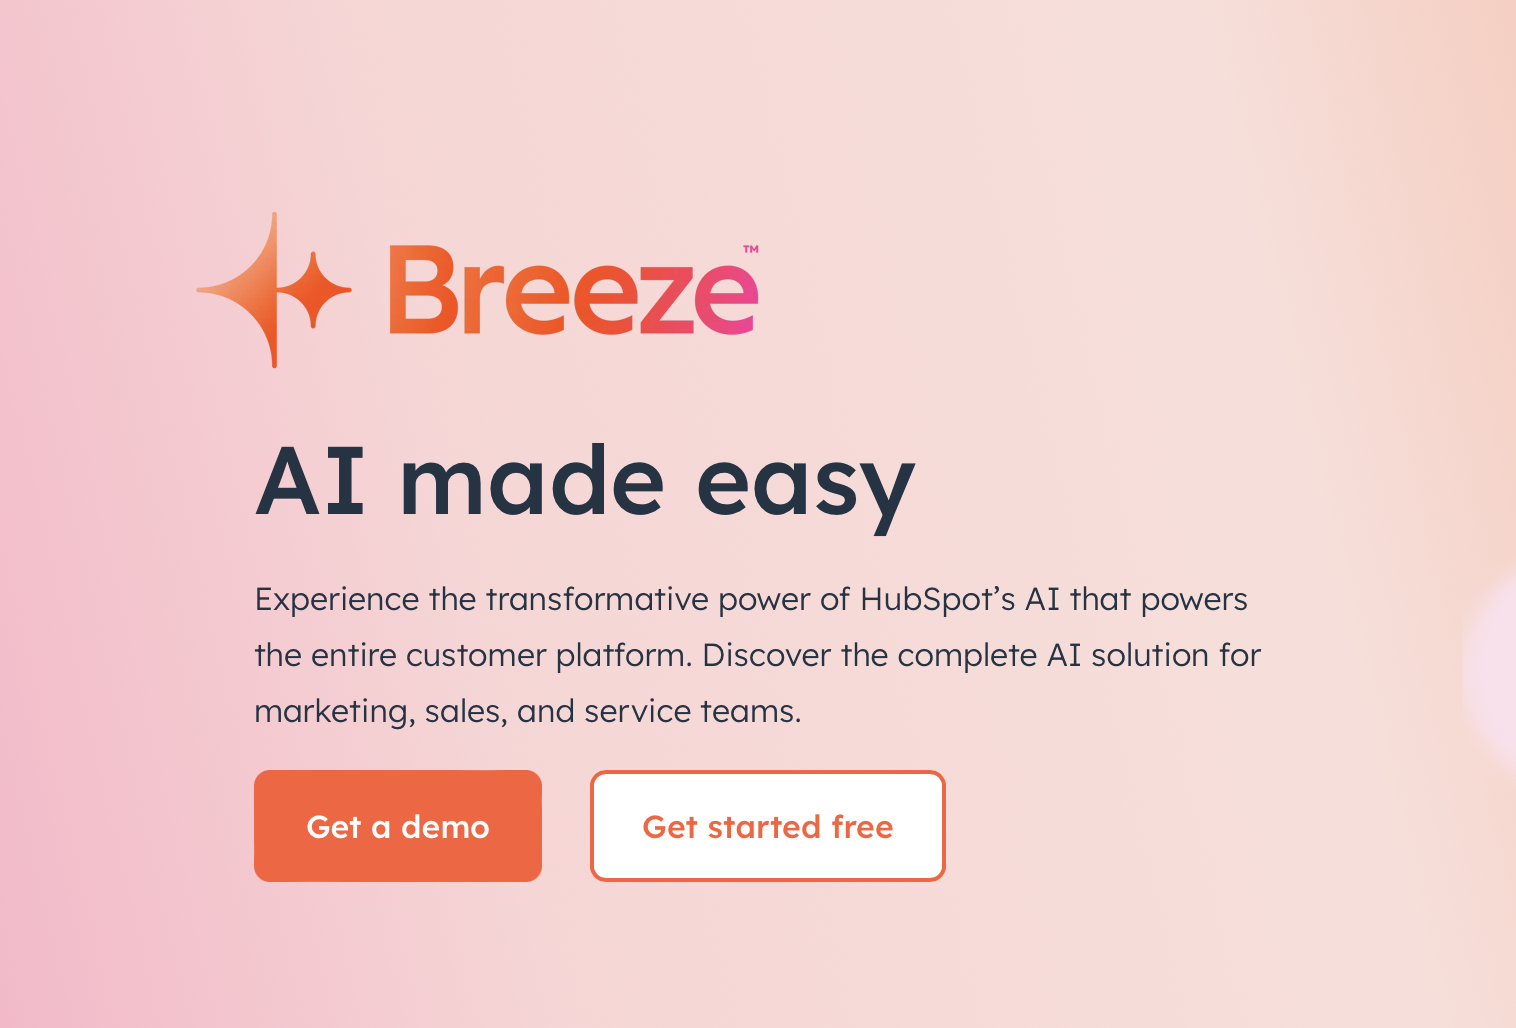 Breeze™
AI made easy
Experience the transformative power of HubSpot’s AI that powers
the entire customer platform. Discover the complete AI solution for
marketing, sales, and service teams.
Get a demo
Get started free